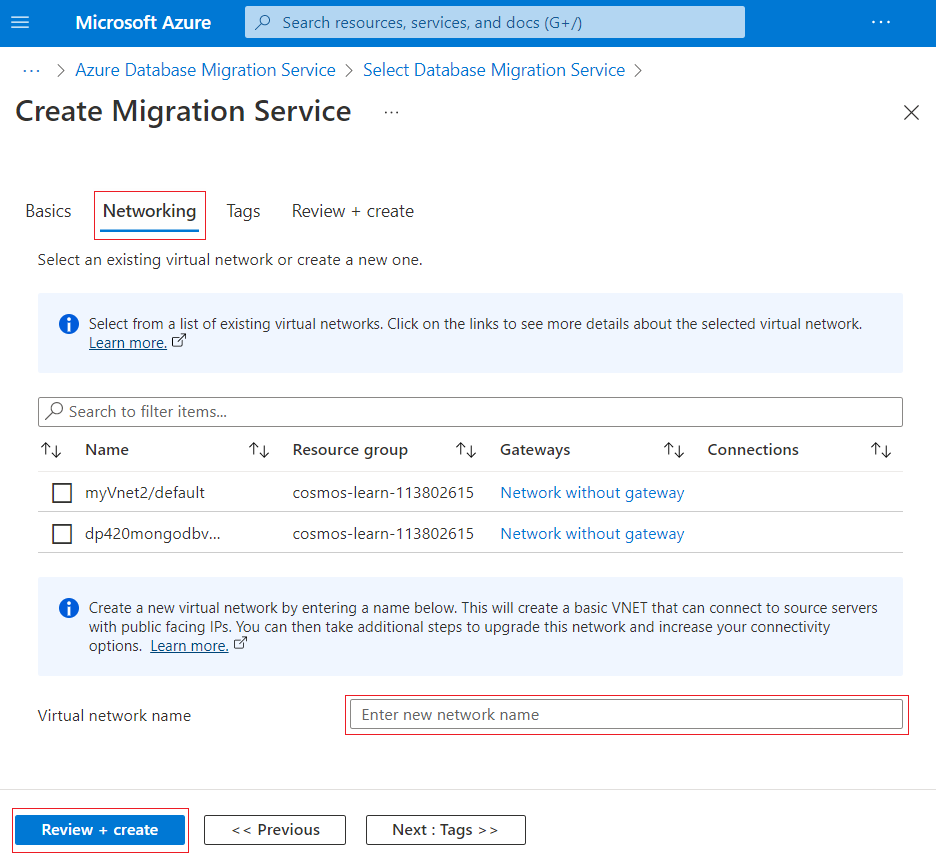 Microsoft Azure
Search resources, services, and docs (G+/)
...
... > Azure Database Migration Service > Select Database Migration Service >
Create Migration Service ...
Basics Networking Tags Review + create
Select an existing virtual network or create a new one.
Select from a list of existing virtual networks. Click on the links to see more details about the selected virtual network.
Learn more.
Search to filter items...
Name Resource group Gateways Connections
myVnet2/default cosmos-learn-113802615 Network without gateway
dp420mongodbv... cosmos-learn-113802615 Network without gateway
Create a new virtual network by entering a name below. This will create a basic VNET that can connect to source servers
with public facing IPs. You can then take additional steps to upgrade this network and increase your connectivity
options. Learn more.
Virtual network name Enter new network name
Review + create << Previous Next : Tags >>